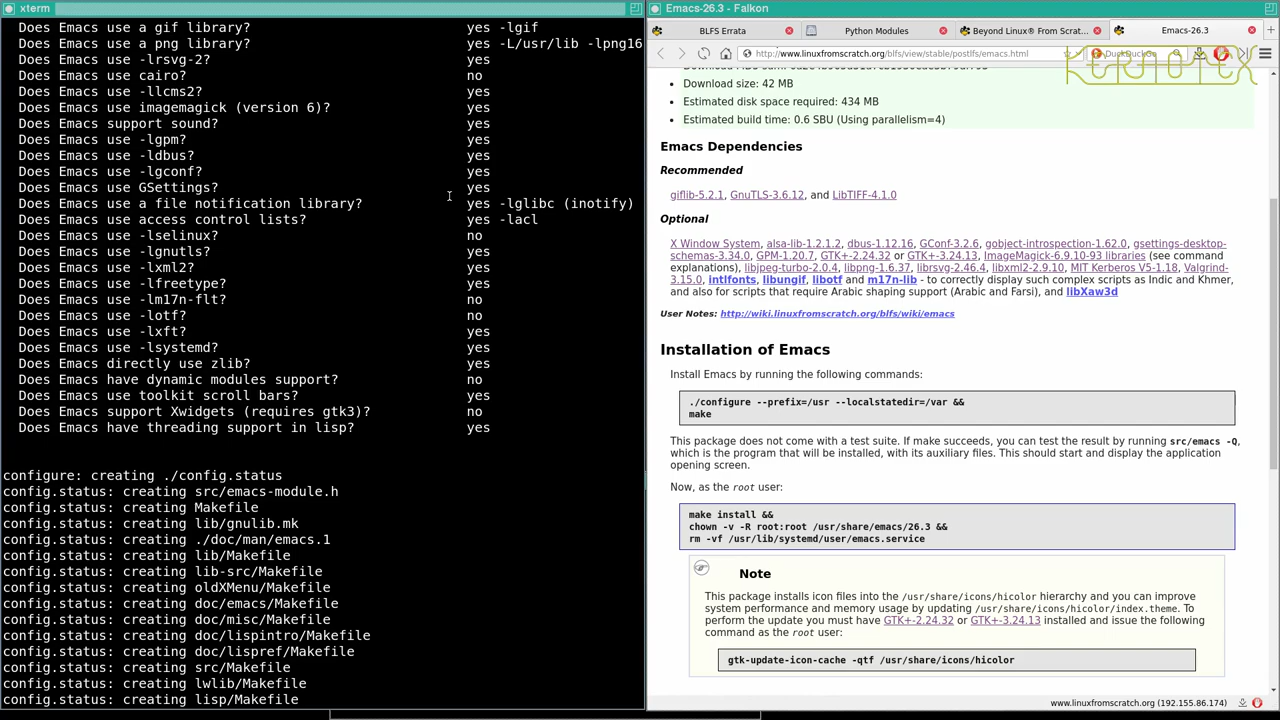 xterm
Does Emacs use a gif library? yes -lgif
Does Emacs use a png library? yes -L/usr/lib -lpng16
Does Emacs use -lrsvg-2? yes
Does Emacs use cairo? no
Does Emacs use -llcms2? yes
Does Emacs use imagemagick (version 6)? yes
Does Emacs support sound? yes
Does Emacs use -lgpm? yes
Does Emacs use -ldbus? yes
Does Emacs use -lgconf? yes
Does Emacs use GSettings? yes
Does Emacs use a file notification library? yes -lglibc (inotify)
Does Emacs use access control lists? yes -lacl
Does Emacs use -lselinux? no
Does Emacs use -lgnutls? yes
Does Emacs use -lxml2? yes
Does Emacs use -lfreetype? yes
Does Emacs use -lm17n-flt? no
Does Emacs use -lotf? no
Does Emacs use -lxft? yes
Does Emacs use -lsystemd? no
Does Emacs directly use zlib? yes
Does Emacs have dynamic modules support? no
Does Emacs use toolkit scroll bars? yes
Does Emacs support Xwidgets (requires gtk3)? no
Does Emacs have threading support in lisp? yes
configure: creating ./config.status
config.status: creating src/emacs-module.h
config.status: creating Makefile
config.status: creating lib/gnulib.mk
config.status: creating ./doc/man/emacs.1
config.status: creating lib/Makefile
config.status: creating lib-src/Makefile
config.status: creating oldXMenu/Makefile
config.status: creating doc/emacs/Makefile
config.status: creating doc/misc/Makefile
config.status: creating doc/lispintro/Makefile
config.status: creating doc/lispref/Makefile
config.status: creating src/Makefile
config.status: creating lwlib/Makefile
config.status: creating lisp/Makefile
Emacs-26.3 - Falkon
BLFS Errata Python Modules Beyond Linux® From Scrat... Emacs-26.3
http://www.linuxfromscratch.org/blfs/view/stable/postlfs/emacs.html DuckDuckGo
KERNOTEX
Download size: 42 MB
Estimated disk space required: 434 MB
Estimated build time: 0.6 SBU (Using parallelism=4)
Emacs Dependencies
Recommended
giflib-5.2.1, GnuTLS-3.6.12, and LibTIFF-4.1.0
Optional
X Window System, alsa-lib-1.2.1.2, dbus-1.12.16, GConf-3.2.6, gobject-introspection-1.62.0, gsettings-desktop-
schemas-3.34.0, GPM-1.20.7, GTK+-2.24.32 or GTK+-3.24.13, ImageMagick-6.9.10-93 libraries (see command
explanations), libjpeg-turbo-2.0.4, libpng-1.6.37, librsvg-2.46.4, libxml2-2.9.10, MIT Kerberos V5-1.18, Valgrind-
3.15.0, intlfonts, libungif, libotf and m17n-lib - to correctly display such complex scripts as Indic and Khmer,
and also for scripts that require Arabic shaping support (Arabic and Farsi), and libXaw3d
User Notes: http://wiki.linuxfromscratch.org/blfs/wiki/emacs
Installation of Emacs
Install Emacs by running the following commands:
./configure --prefix=/usr --localstatedir=/var &&
make
This package does not come with a test suite. If make succeeds, you can test the result by running src/emacs -Q,
which is the program that will be installed, with its auxiliary files. This should start and display the application
opening screen.
Now, as the root user:
make install &&
chown -v -R root:root /usr/share/emacs/26.3 &&
rm -vf /usr/lib/systemd/user/emacs.service
Note
This package installs icon files into the /usr/share/icons/hicolor hierarchy and you can improve
system performance and memory usage by updating /usr/share/icons/hicolor/index.theme. To
perform the update you must have GTK+-2.24.32 or GTK+-3.24.13 installed and issue the following
command as the root user:
gtk-update-icon-cache -qtf /usr/share/icons/hicolor
www.linuxfromscratch.org (192.155.86.174)